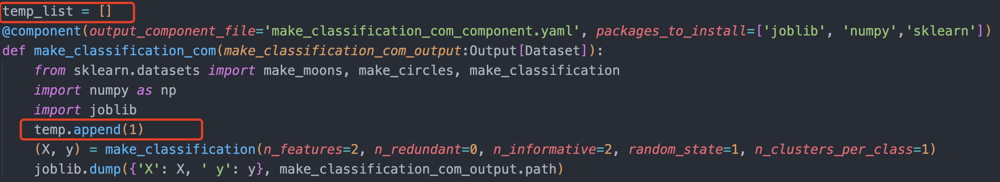 temp_list = []
@component(output_component_file='make_classification_com_component.yaml', packages_to_install=['joblib', 'numpy','sklearn'])
def make_classification_com(make_classification_com_output:Output[Dataset]):
    from sklearn.datasets import make_moons, make_circles, make_classification
    import numpy as np
    import joblib
    temp.append(1)
    (X, y) = make_classification(n_features=2, n_redundant=0, n_informative=2, random_state=1, n_clusters_per_class=1)
    joblib.dump({'X': X, ' y': y}, make_classification_com_output.path)